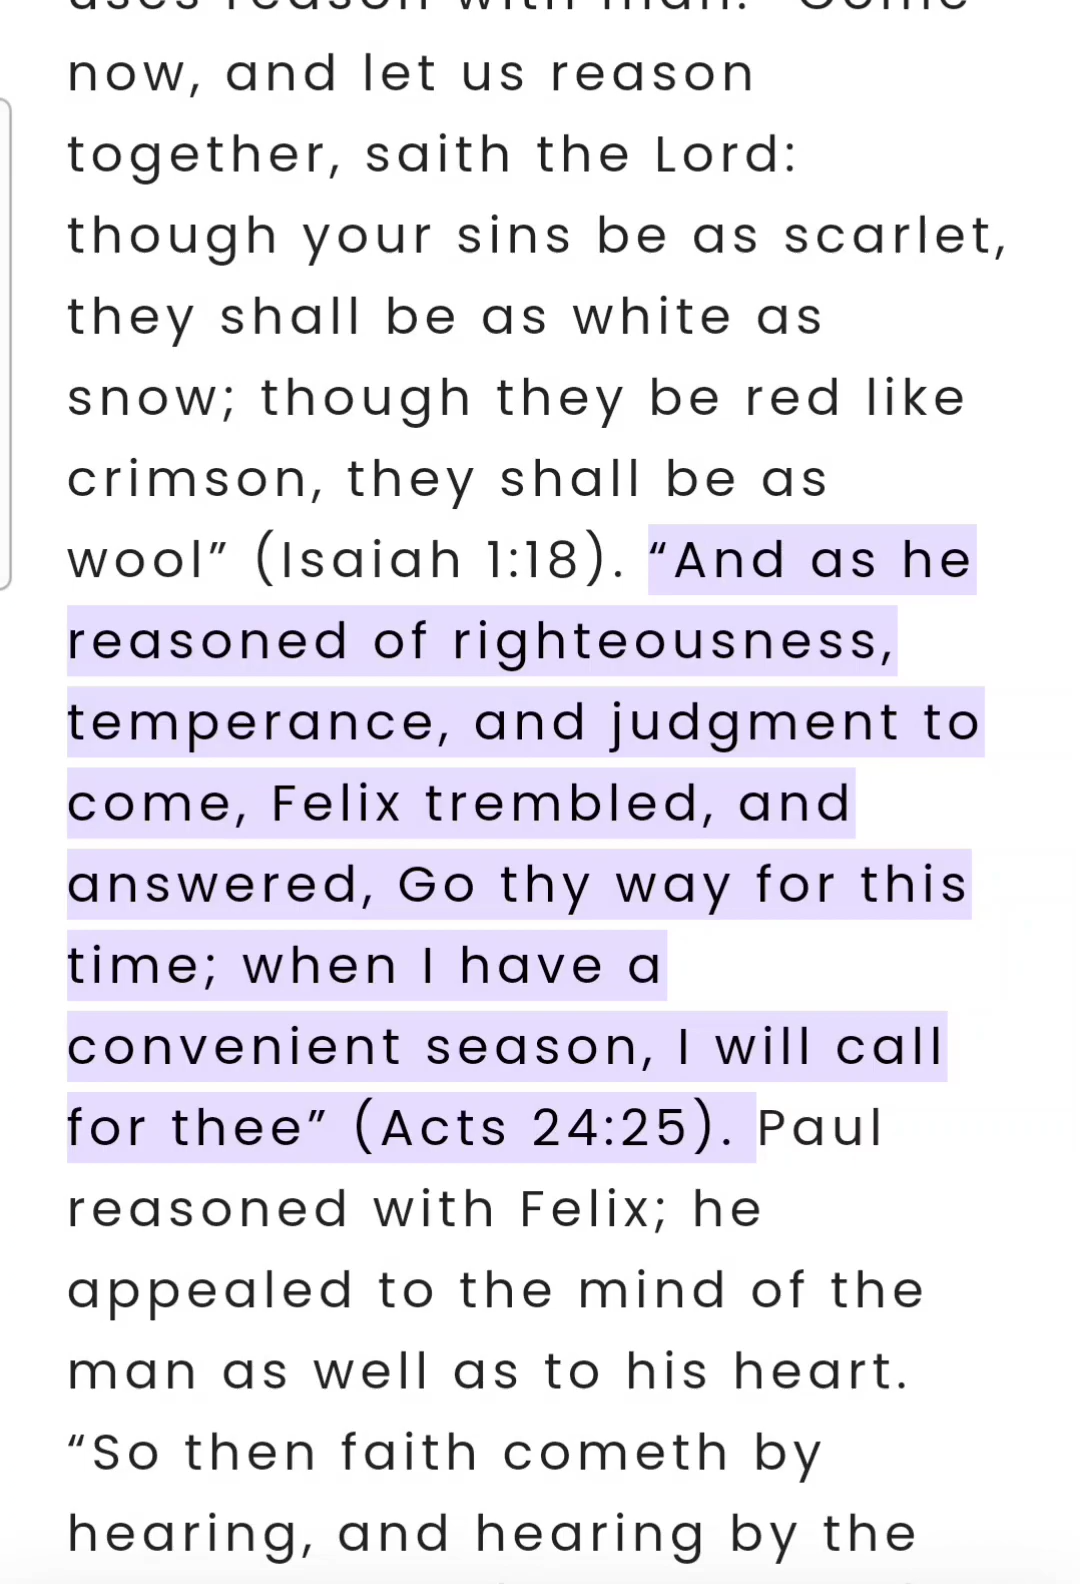 uses reason with man. “Come
now, and let us reason
together, saith the Lord:
though your sins be as scarlet,
they shall be as white as
snow; though they be red like
crimson, they shall be as
wool” (Isaiah 1:18). “And as he
reasoned of righteousness,
temperance, and judgment to
come, Felix trembled, and
answered, Go thy way for this
time; when I have a
convenient season, I will call
for thee” (Acts 24:25). Paul
reasoned with Felix; he
appealed to the mind of the
man as well as to his heart.
“So then faith cometh by
hearing, and hearing by the